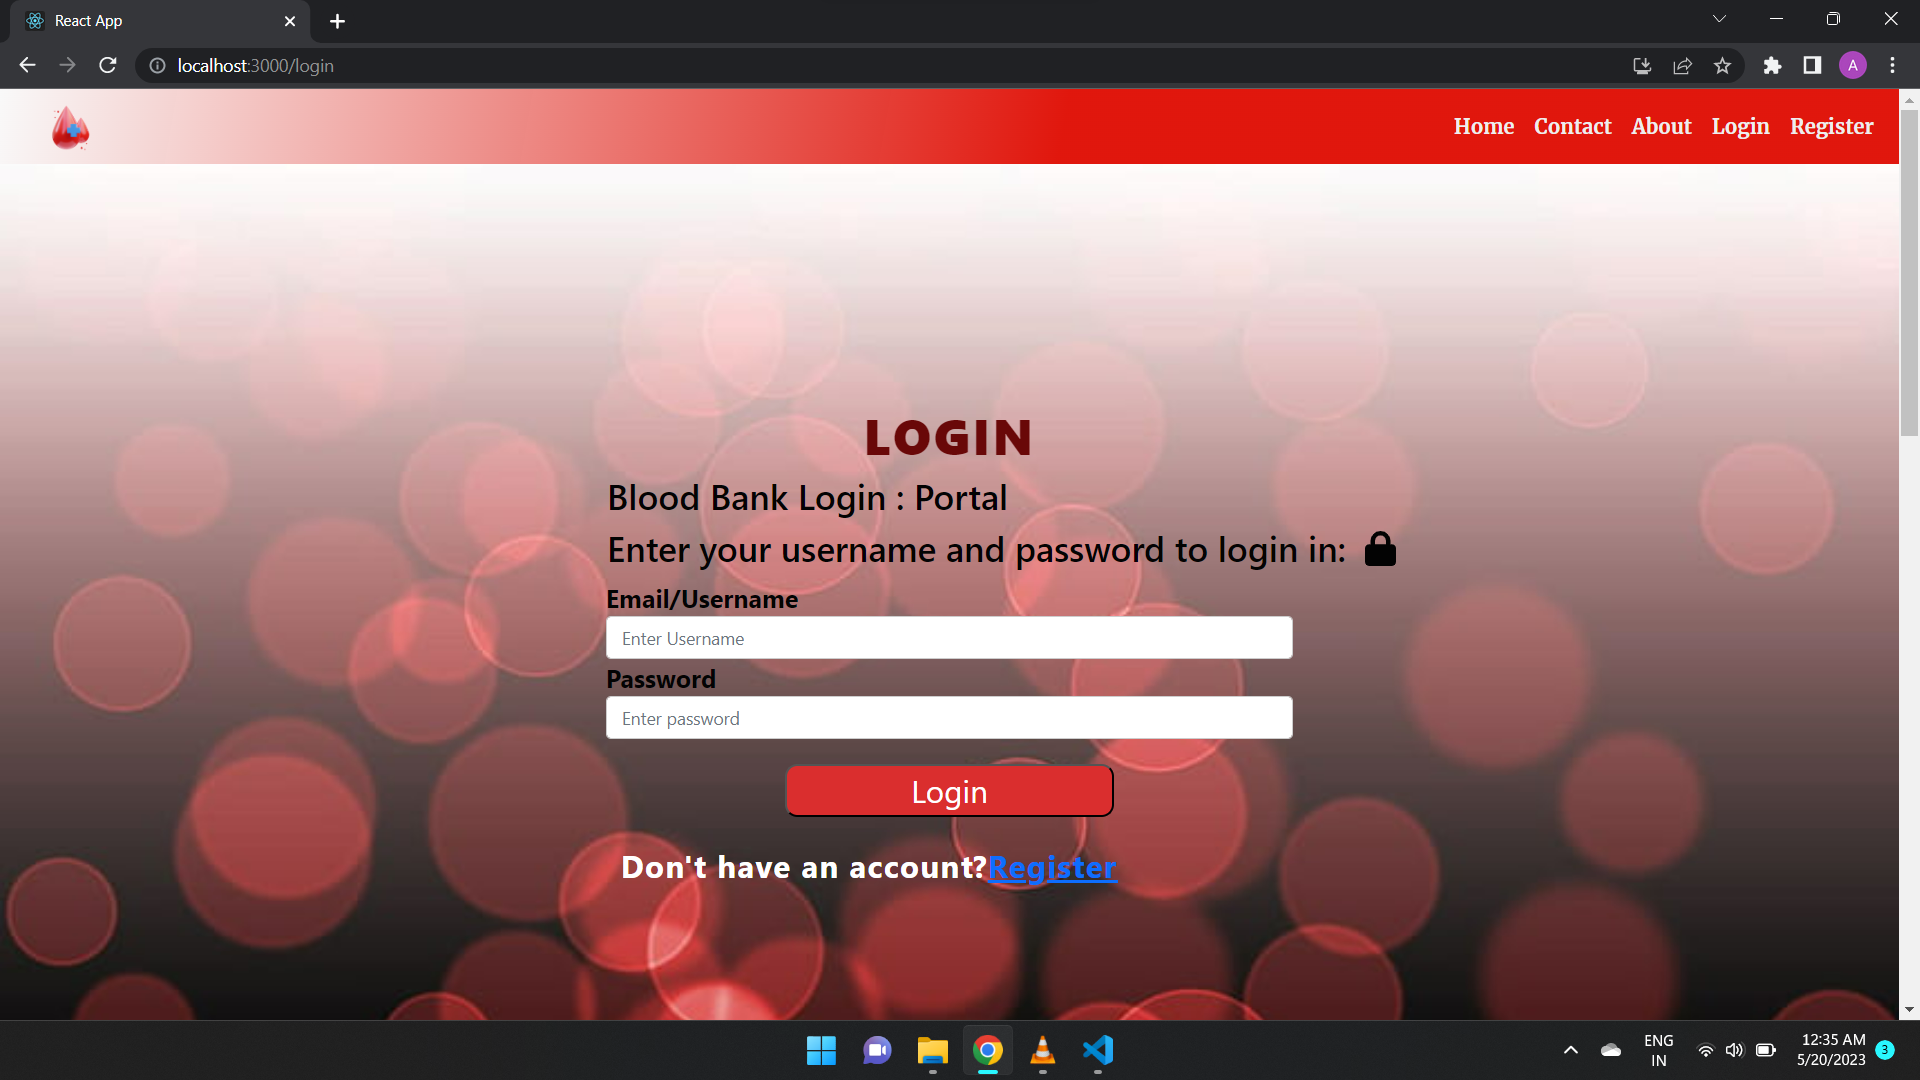 React App
localhost:3000/login
A
Home Contact About Login Register
LOGIN
Blood Bank Login : Portal
Enter your username and password to login in:
Email/Username
Enter Username
Password
Enter password
Login
Don't have an account?Register
ENG
IN
12:35 AM
5/20/2023
3